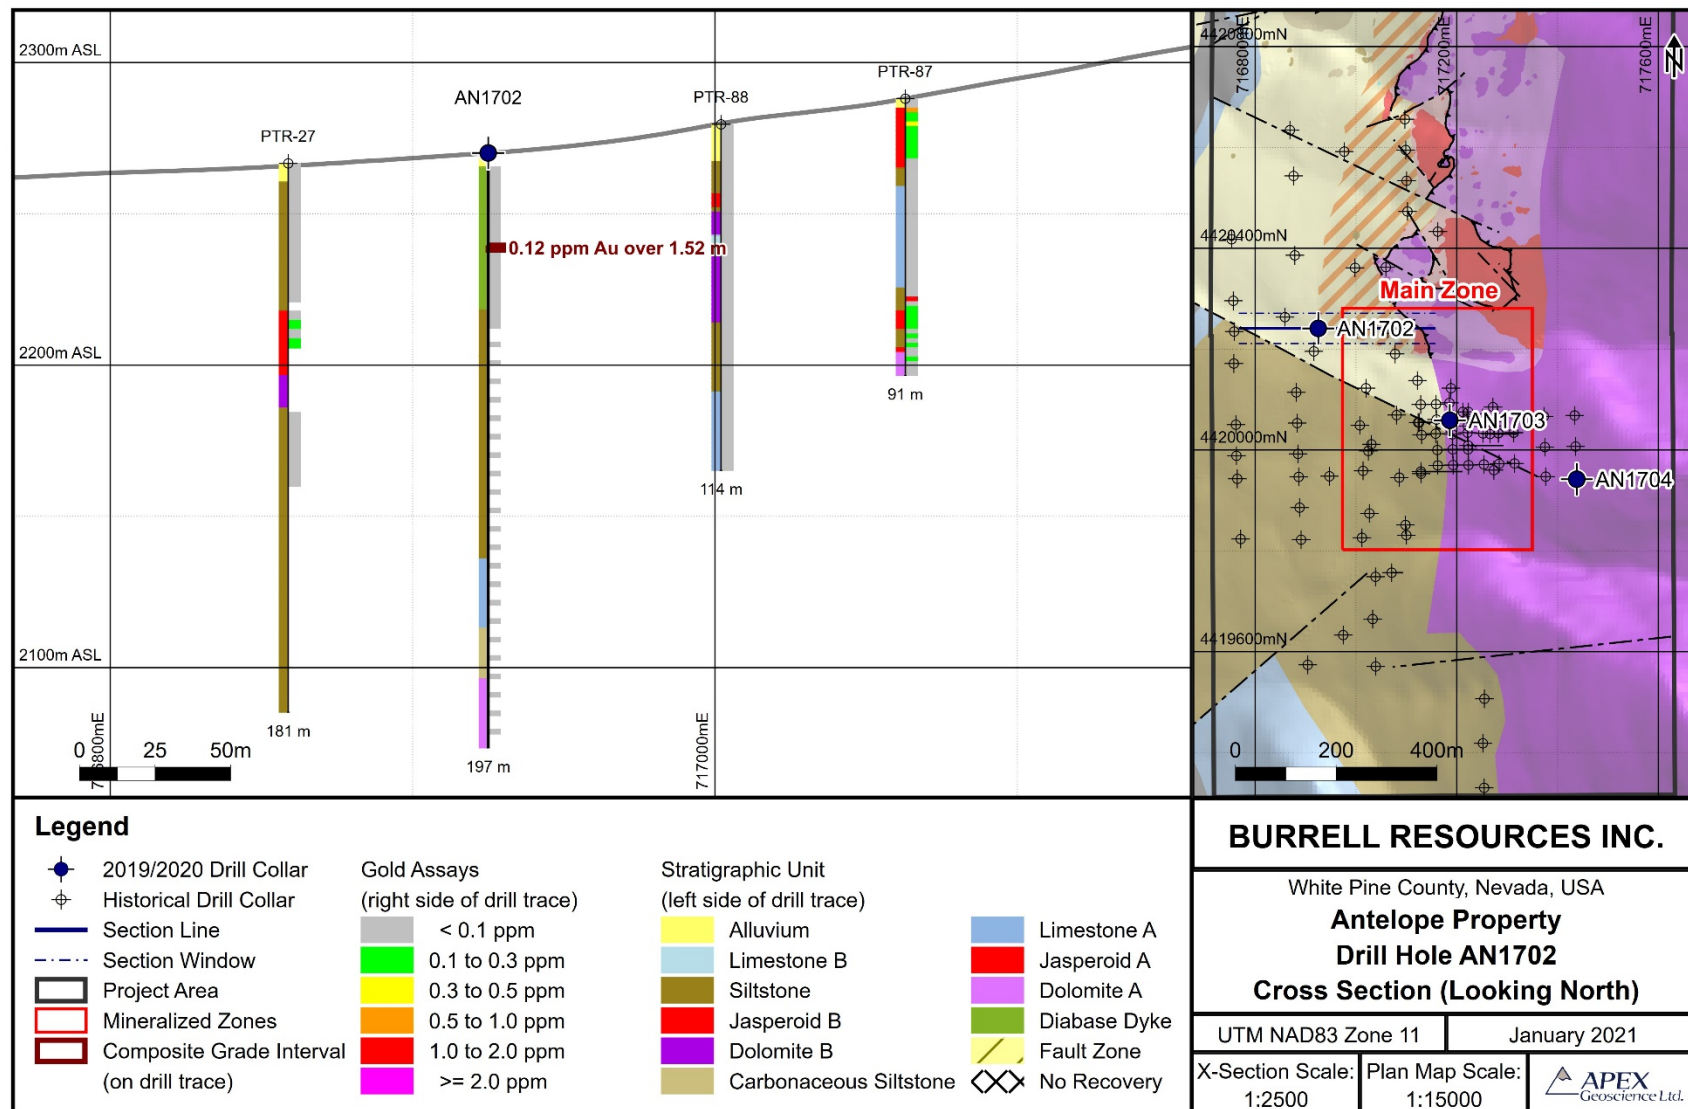 2300m ASL
PTR-87
PTR-88
AN1702
PTR-27
0.12 ppm Au over 1.52 m
2200m ASL
91 m
114 m
2100m ASL
181 m
197 m
716800mE
717000mE
0 25 50m
4420800mN
716800mE
717200mE
717600mE
N
4420400mN
Main Zone
AN1702
AN1703
4420000mN
AN1704
4419600mN
0 200 400m
Legend
2019/2020 Drill Collar
Historical Drill Collar
Section Line
Section Window
Project Area
Mineralized Zones
Composite Grade Interval
(on drill trace)
Gold Assays
(right side of drill trace)
< 0.1 ppm
0.1 to 0.3 ppm
0.3 to 0.5 ppm
0.5 to 1.0 ppm
1.0 to 2.0 ppm
>= 2.0 ppm
Stratigraphic Unit
(left side of drill trace)
Alluvium
Limestone B
Siltstone
Jasperoid B
Dolomite B
Carbonaceous Siltstone
Limestone A
Jasperoid A
Dolomite A
Diabase Dyke
Fault Zone
No Recovery
BURRELL RESOURCES INC.
White Pine County, Nevada, USA
Antelope Property
Drill Hole AN1702
Cross Section (Looking North)
UTM NAD83 Zone 11
January 2021
X-Section Scale:
1:2500
Plan Map Scale:
1:15000
APEX
Geoscience Ltd.